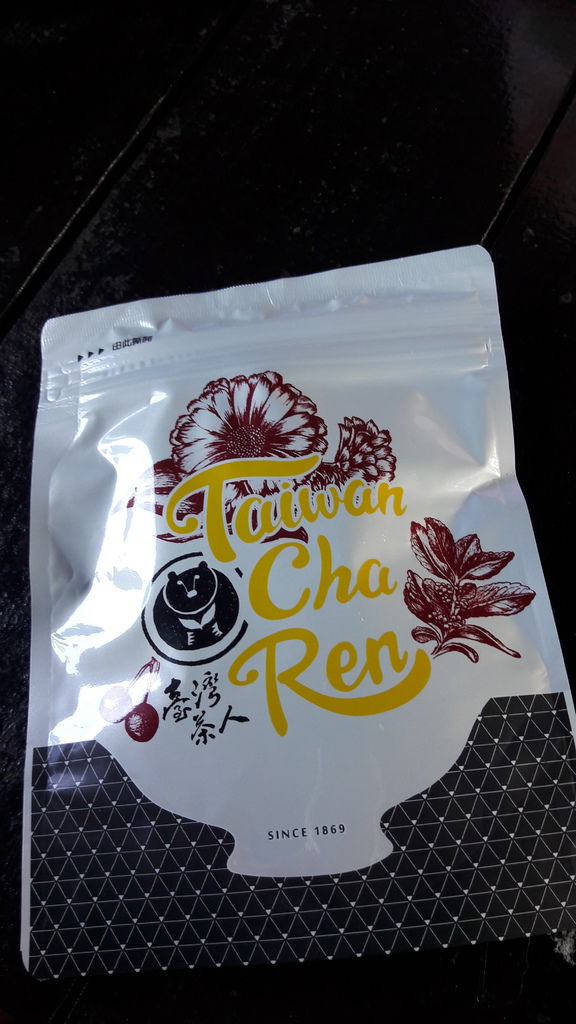 ▸▸▸ 由此撕開
Taiwan
Cha
Ren
臺灣
茶人
SINCE 1869